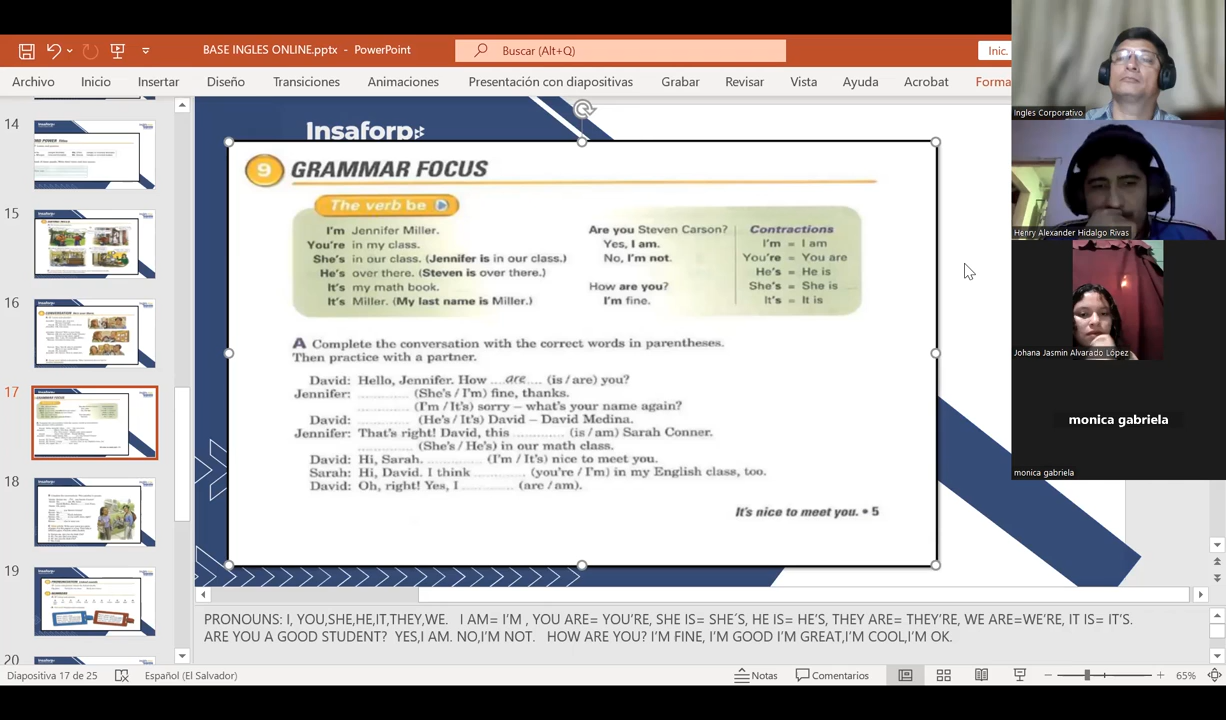 BASE INGLES ONLINE.pptx - PowerPoint
Buscar (Alt+Q)
Inic.
Archivo Inicio Insertar Diseño Transiciones Animaciones Presentación con diapositivas Grabar Revisar Vista Ayuda Acrobat Forma
14
15
16
17
18
19
20
Insaforp
9 GRAMMAR FOCUS
The verb be
I'm Jennifer Miller.
You're in my class.
She's in our class. (Jennifer is in our class.)
He's over there. (Steven is over there.)
It's my math book.
It's Miller. (My last name is Miller.)
Are you Steven Carson?
Yes, I am.
No, I'm not.
How are you?
I'm fine.
Contractions
I'm = I am
You're = You are
He's = He is
She's = She is
It's = It is
A Complete the conversation with the correct words in parentheses.
Then practice with a partner.
David: Hello, Jennifer. How ....are.... (is / are) you?
Jennifer: ............ (She's / I'm) fine, thanks.
............ (I'm / It's) sorry – what's your name again?
David: ............ (He's / It's) David – David Medina.
Jennifer: That's right! David, this ............ (is / am) Sarah Conner.
............ (She's / He's) in our math class.
David: Hi, Sarah. ............ (I'm / It's) nice to meet you.
Sarah: Hi, David. I think ............ (you're / I'm) in my English class, too.
David: Oh, right! Yes, I ............ (are / am).
It's nice to meet you. • 5
PRONOUNS: I, YOU,SHE,HE,IT,THEY,WE. I AM= I'M , YOU ARE= YOU'RE, SHE IS= SHE´S, HE IS= HE'S, THEY ARE= THEY'RE, WE ARE=WE'RE, IT IS= IT'S.
ARE YOU A GOOD STUDENT? YES,I AM. NO,I'M NOT. HOW ARE YOU? I'M FINE, I'M GOOD I'M GREAT,I'M COOL,I'M OK.
Diapositiva 17 de 25 Español (El Salvador) Notas Comentarios 65%
Ingles Corporativo
Henry Alexander Hidalgo Rivas
Johana Jasmin Alvarado López
monica gabriela
monica gabriela